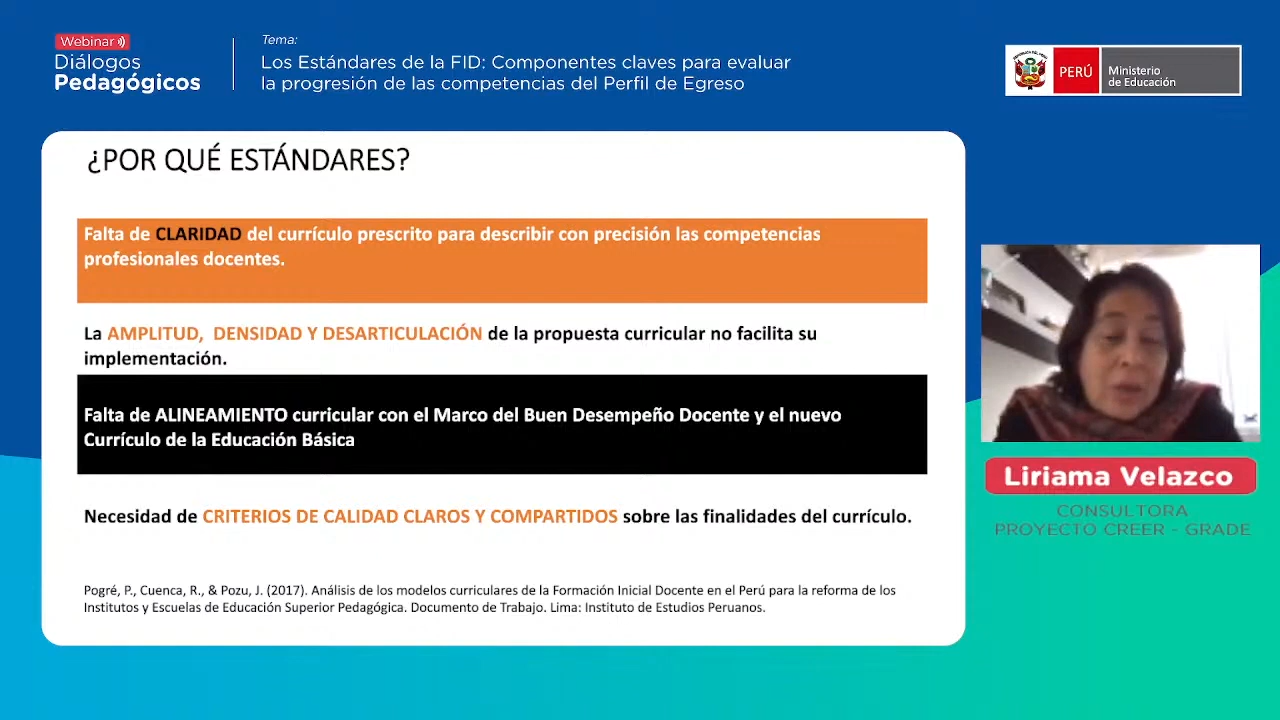 Webinar
Diálogos
Pedagógicos
Tema:
Los Estándares de la FID: Componentes claves para evaluar
la progresión de las competencias del Perfil de Egreso
PERÚ
Ministerio
de Educación
¿POR QUÉ ESTÁNDARES?
Falta de CLARIDAD del currículo prescrito para describir con precisión las competencias
profesionales docentes.
La AMPLITUD, DENSIDAD Y DESARTICULACIÓN de la propuesta curricular no facilita su
implementación.
Falta de ALINEAMIENTO curricular con el Marco del Buen Desempeño Docente y el nuevo
Currículo de la Educación Básica
Necesidad de CRITERIOS DE CALIDAD CLAROS Y COMPARTIDOS sobre las finalidades del currículo.
Pogré, P., Cuenca, R., & Pozu, J. (2017). Análisis de los modelos curriculares de la Formación Inicial Docente en el Perú para la reforma de los
Institutos y Escuelas de Educación Superior Pedagógica. Documento de Trabajo. Lima: Instituto de Estudios Peruanos.
Liriama Velazco
CONSULTORA
PROYECTO CREER - GRADE